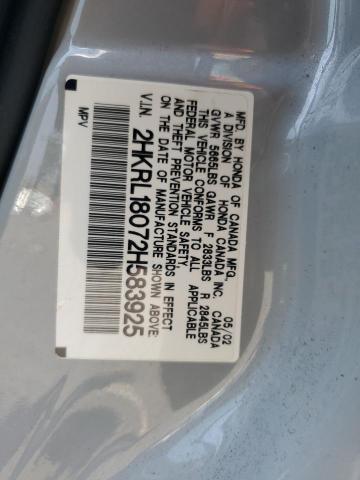 MFD. BY HONDA OF CANADA MFG.,
A DIVISION OF HONDA CANADA INC., CANADA 05/02
GVWR 5665LBS GAWR F 2833LBS R 2845LBS
THIS VEHICLE CONFORMS TO ALL APPLICABLE
FEDERAL MOTOR VEHICLE SAFETY
AND THEFT PREVENTION STANDARDS IN EFFECT
ON THE DATE OF MANUFACTURE SHOWN ABOVE.
V.I.N. 2HKRL18072H583925
MPV